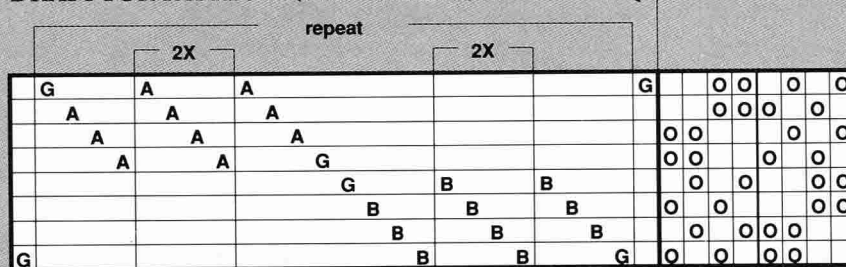 repeat
2X 2X
G A A G O O O O
A A A O O O O
A A A O O O O
A A G O O O O
G B B O O O O
B B B O O O O
B B B O O O O
G B B G O O O O